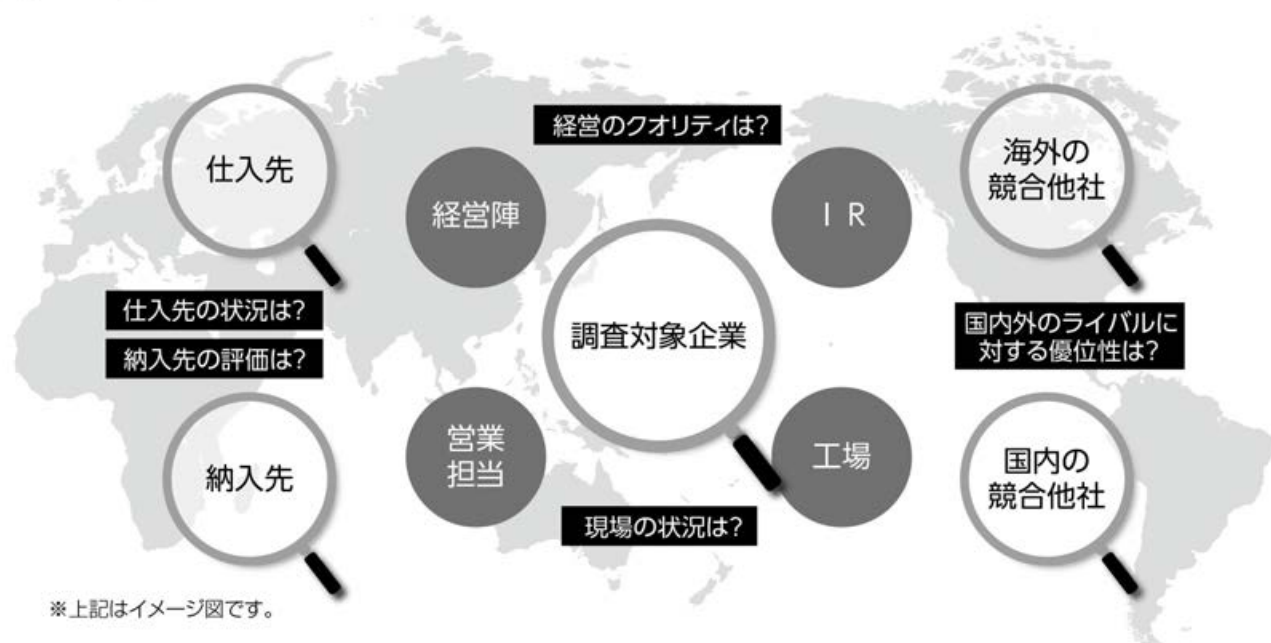 経営のクオリティは?
仕入先
経営陣
I R
海外の
競合他社
仕入先の状況は?
納入先の評価は?
調査対象企業
国内外のライバルに
対する優位性は?
納入先
営業
担当
工場
国内の
競合他社
現場の状況は?
※上記はイメージ図です。